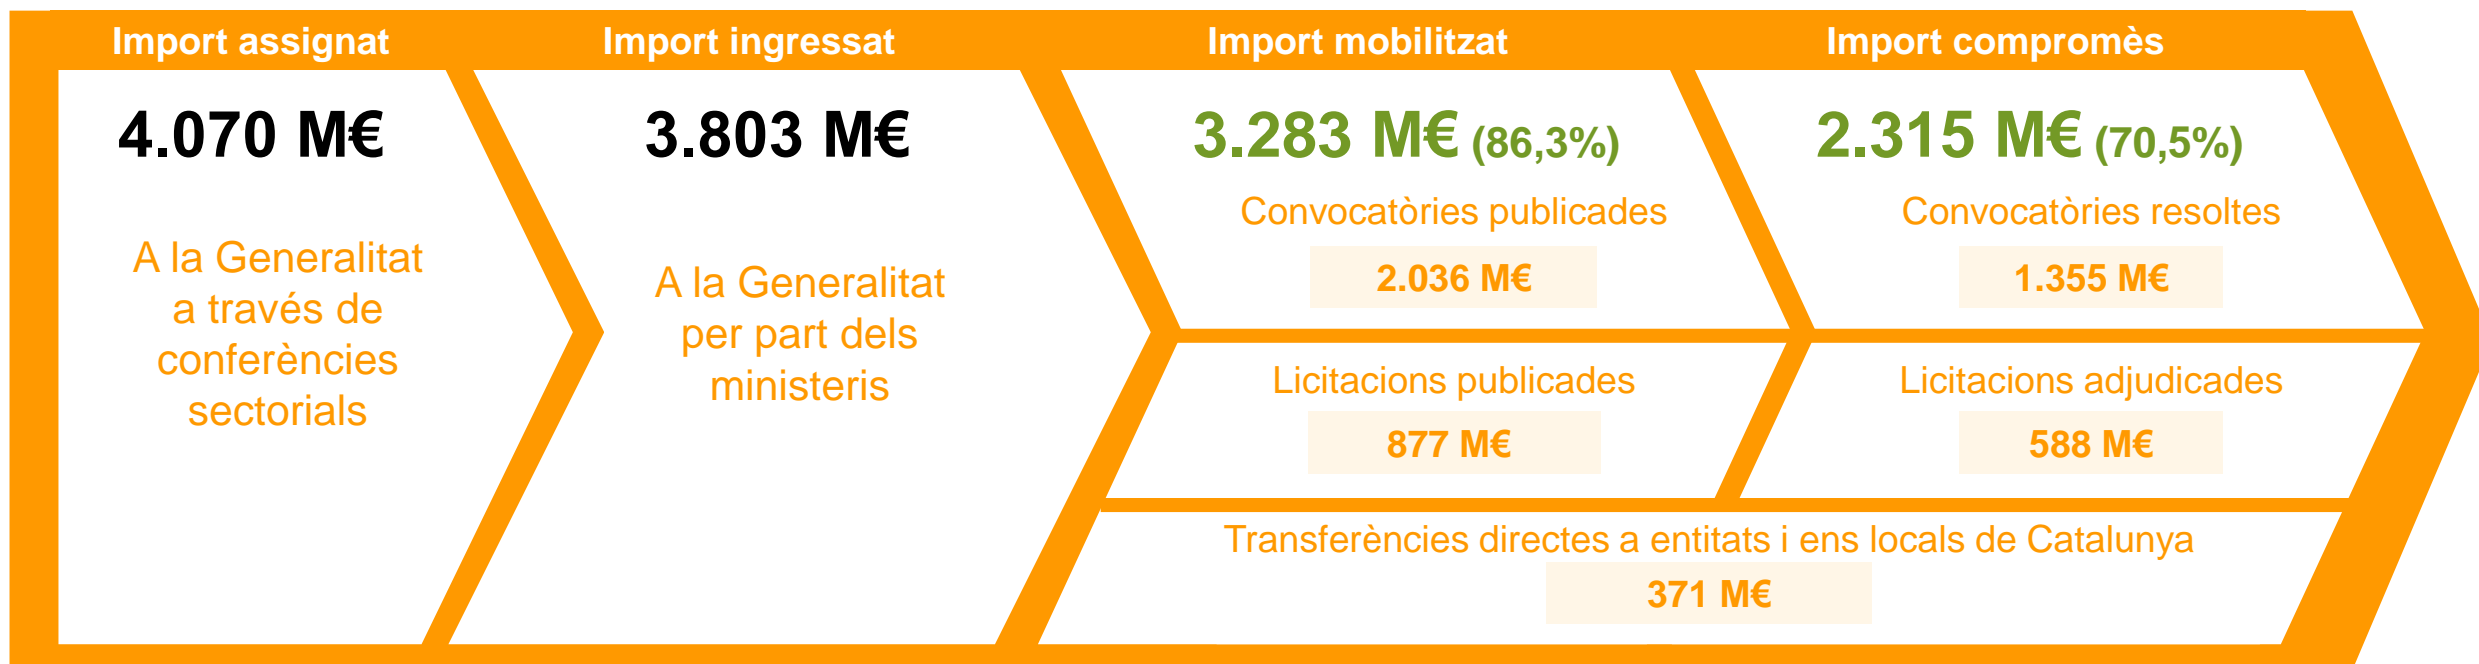 Import assignat
4.070 M€
A la Generalitat
a través de
conferències
sectorials
Import ingressat
3.803 M€
A la Generalitat
per part dels
ministeris
Import mobilitzat
3.283 M€ (86,3%)
Convocatòries publicades
2.036 M€
Licitacions publicades
877 M€
Import compromès
2.315 M€ (70,5%)
Convocatòries resoltes
1.355 M€
Licitacions adjudicades
588 M€
Transferències directes a entitats i ens locals de Catalunya
371 M€